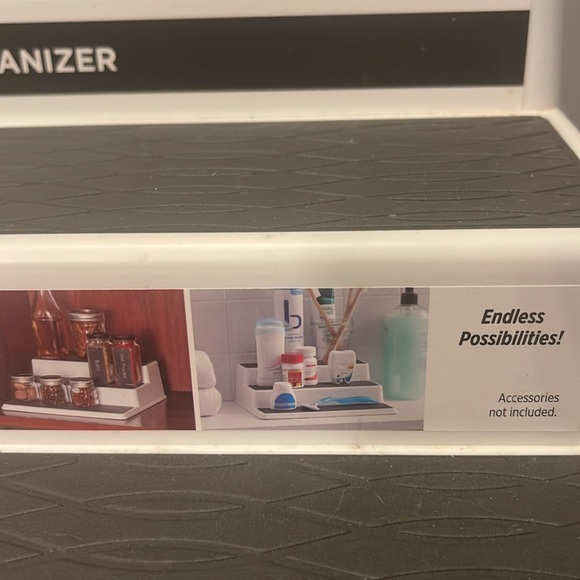 ANIZER
Endless
Possibilities!
Accessories
not included.